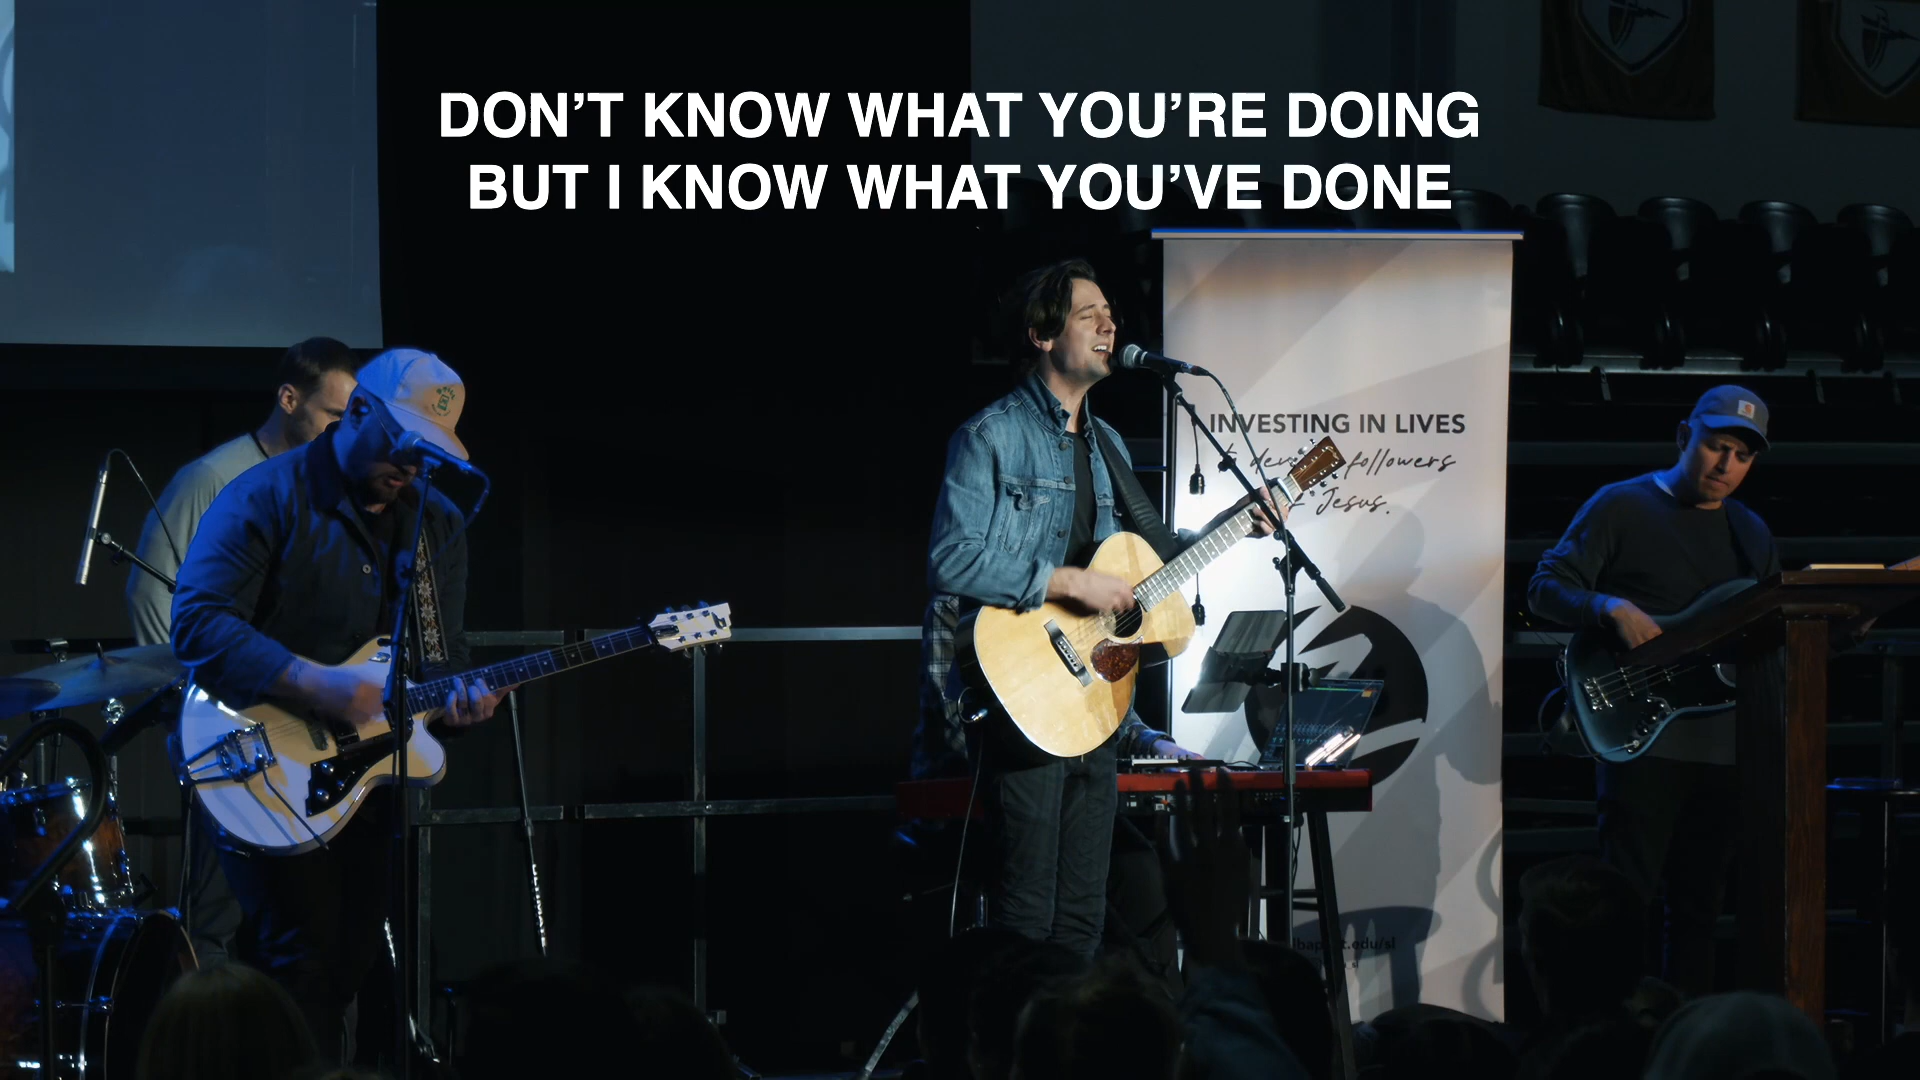 DON'T KNOW WHAT YOU'RE DOING
BUT I KNOW WHAT YOU'VE DONE
INVESTING IN LIVES
followers
Jesus.